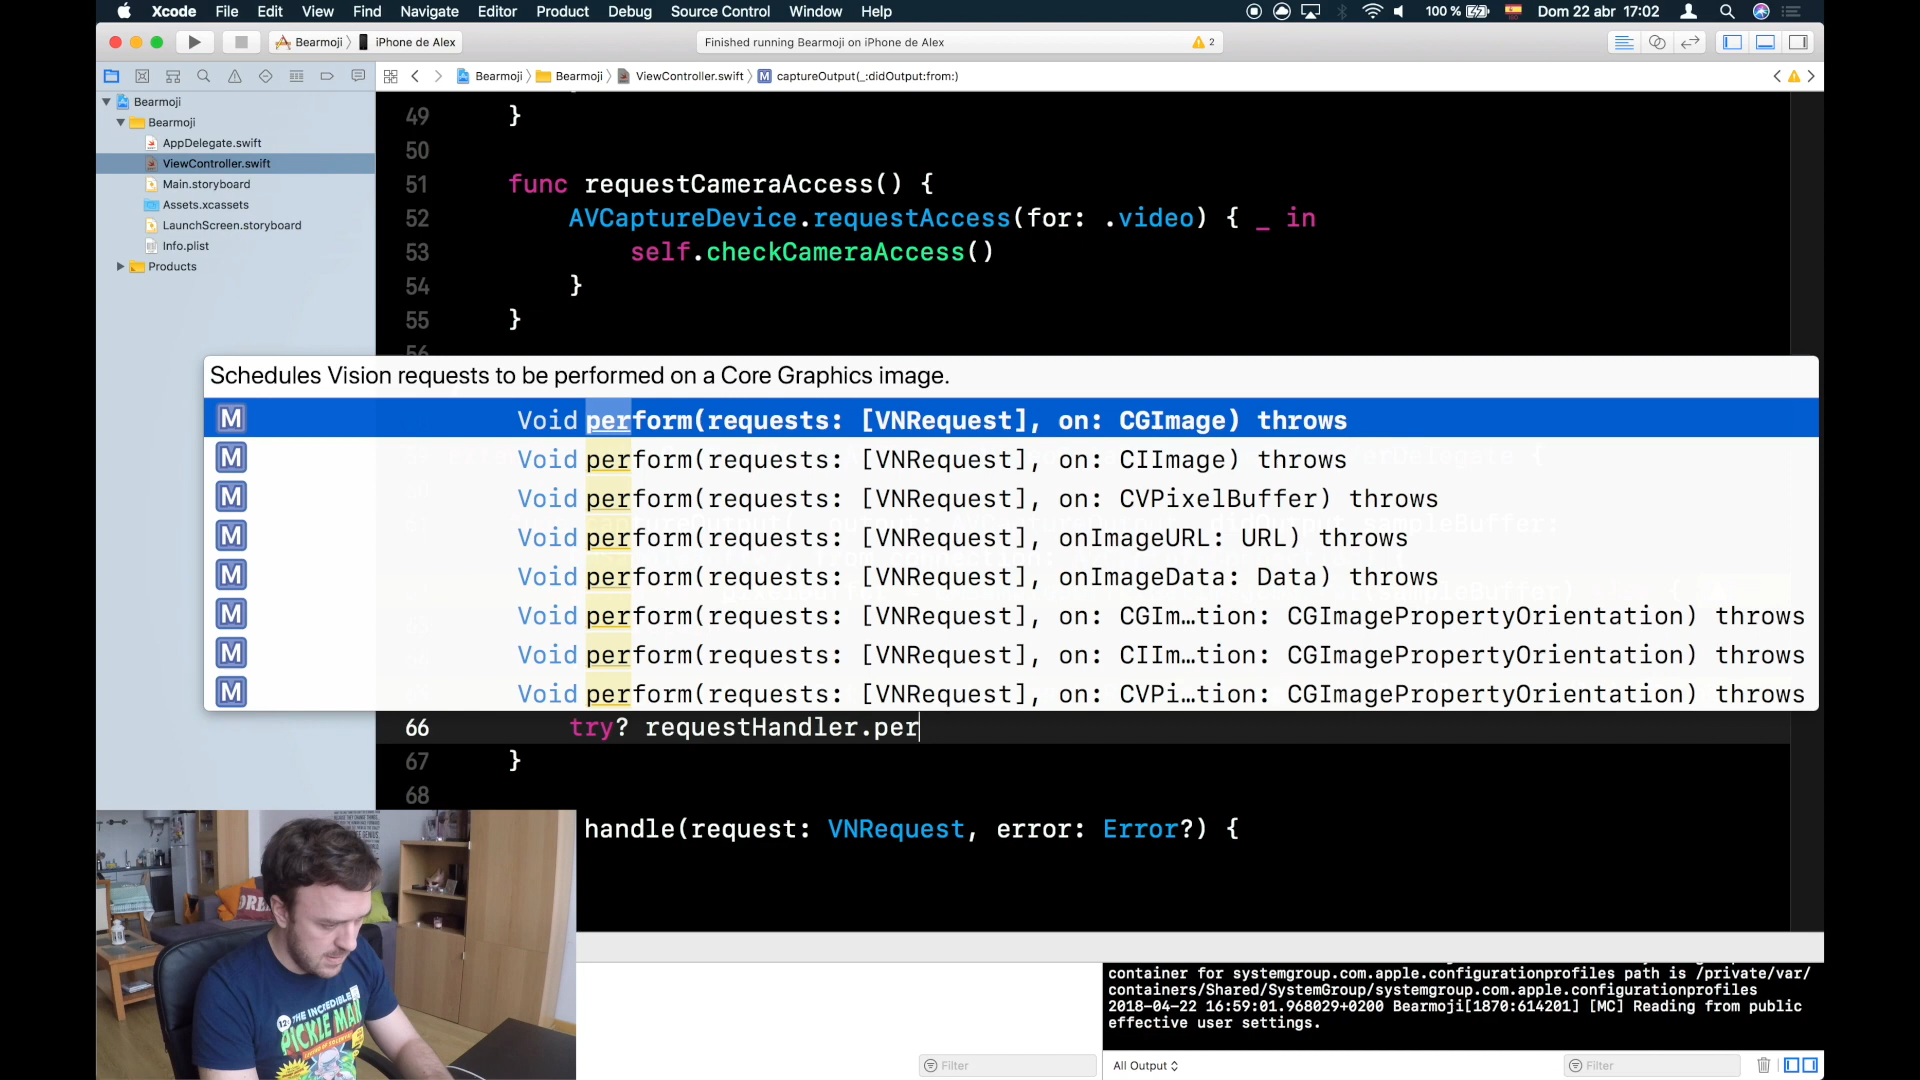 Xcode File Edit View Find Navigate Editor Product Debug Source Control Window Help 100 % Dom 22 abr 17:02
Bearmoji iPhone de Alex Finished running Bearmoji on iPhone de Alex 2
Bearmoji Bearmoji ViewController.swift M captureOutput(_:didOutput:from:)
Bearmoji
Bearmoji
AppDelegate.swift
ViewController.swift
Main.storyboard
Assets.xcassets
LaunchScreen.storyboard
Info.plist
Products
49 }
50
51 func requestCameraAccess() {
52 AVCaptureDevice.requestAccess(for: .video) { _ in
53 self.checkCameraAccess()
54 }
55 }
56
Schedules Vision requests to be performed on a Core Graphics image.
M Void perform(requests: [VNRequest], on: CGImage) throws
M Void perform(requests: [VNRequest], on: CIImage) throws
M Void perform(requests: [VNRequest], on: CVPixelBuffer) throws
M Void perform(requests: [VNRequest], onImageURL: URL) throws
M Void perform(requests: [VNRequest], onImageData: Data) throws
M Void perform(requests: [VNRequest], on: CGIm…tion: CGImagePropertyOrientation) throws
M Void perform(requests: [VNRequest], on: CIIm…tion: CGImagePropertyOrientation) throws
M Void perform(requests: [VNRequest], on: CVPi…tion: CGImagePropertyOrientation) throws
66 try? requestHandler.per
67 }
68
handle(request: VNRequest, error: Error?) {
container for systemgroup.com.apple.configurationprofiles path is /private/var/
containers/Shared/SystemGroup/systemgroup.com.apple.configurationprofiles
2018-04-22 16:59:01.968029+0200 Bearmoji[1870:614201] [MC] Reading from public
effective user settings.
Filter All Output Filter
THE INCREDIBLE
PICKLE MAN